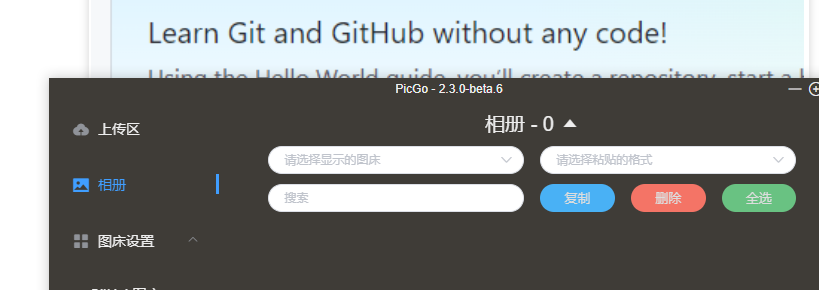 Learn Git and GitHub without any code!
Using the Hello World guide, you'll create a repository, start a
PicGo - 2.3.0-beta.6
上传区
相册 - 0
请选择显示的图床
请选择粘贴的格式
相册
搜索
复制
删除
全选
图床设置